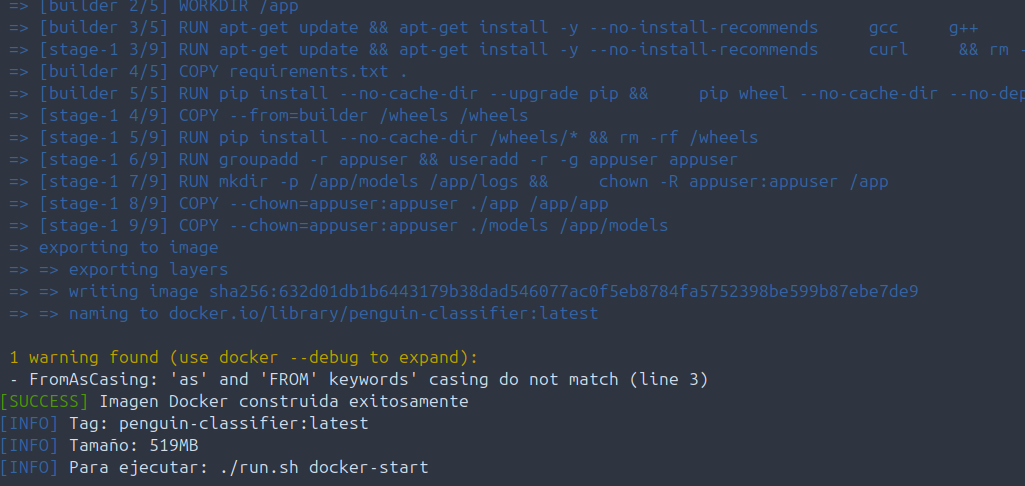 => [builder 2/5] WORKDIR /app
=> [builder 3/5] RUN apt-get update && apt-get install -y --no-install-recommends     gcc     g++
=> [stage-1 3/9] RUN apt-get update && apt-get install -y --no-install-recommends     curl     && rm -
=> [builder 4/5] COPY requirements.txt .
=> [builder 5/5] RUN pip install --no-cache-dir --upgrade pip &&     pip wheel --no-cache-dir --no-dep
=> [stage-1 4/9] COPY --from=builder /wheels /wheels
=> [stage-1 5/9] RUN pip install --no-cache-dir /wheels/* && rm -rf /wheels
=> [stage-1 6/9] RUN groupadd -r appuser && useradd -r -g appuser appuser
=> [stage-1 7/9] RUN mkdir -p /app/models /app/logs &&     chown -R appuser:appuser /app
=> [stage-1 8/9] COPY --chown=appuser:appuser ./app /app/app
=> [stage-1 9/9] COPY --chown=appuser:appuser ./models /app/models
=> exporting to image
=> => exporting layers
=> => writing image sha256:632d01db1b6443179b38dad546077ac0f5eb8784fa5752398be599b87ebe7de9
=> => naming to docker.io/library/penguin-classifier:latest
1 warning found (use docker --debug to expand):
- FromAsCasing: 'as' and 'FROM' keywords' casing do not match (line 3)
[SUCCESS] Imagen Docker construida exitosamente
[INFO] Tag: penguin-classifier:latest
[INFO] Tamaño: 519MB
[INFO] Para ejecutar: ./run.sh docker-start